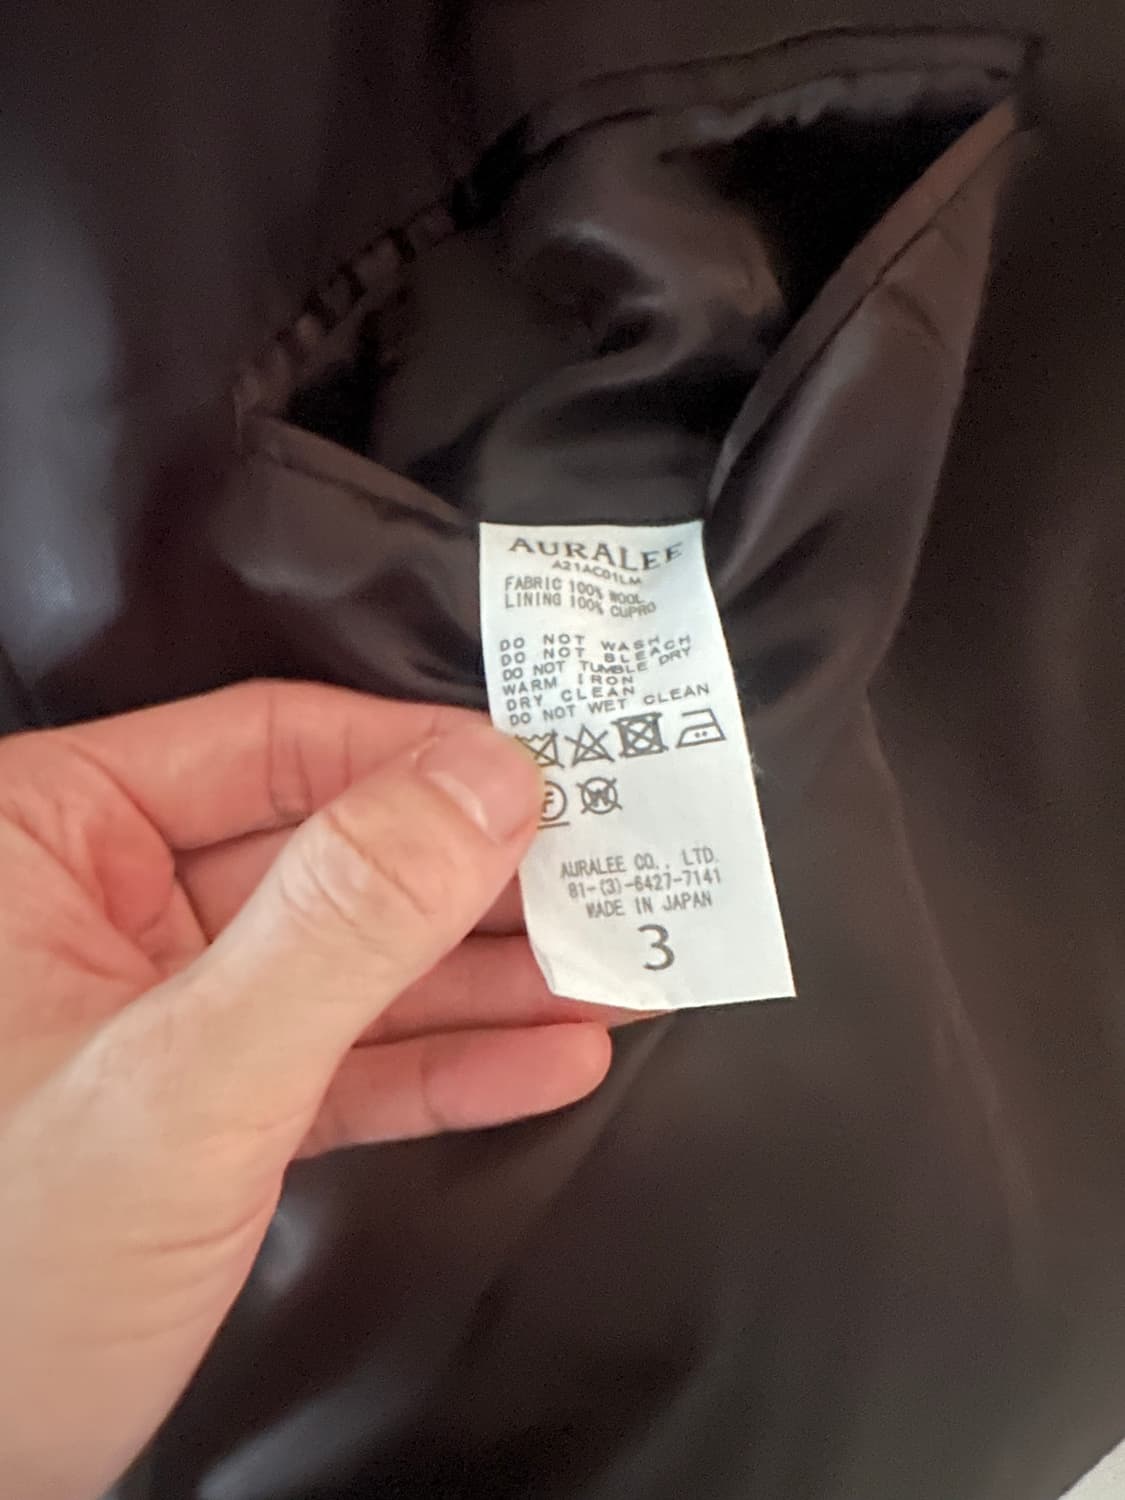 AURALEE
A21AC01LM
FABRIC 100% WOOL
LINING 100% CUPRO
DO NOT WASH
DO NOT BLEACH
DO NOT TUMBLE DRY
WARM IRON
DRY CLEAN
DO NOT WET CLEAN
F W
AURALEE CO., LTD.
81-(3)-6427-7141
MADE IN JAPAN
3